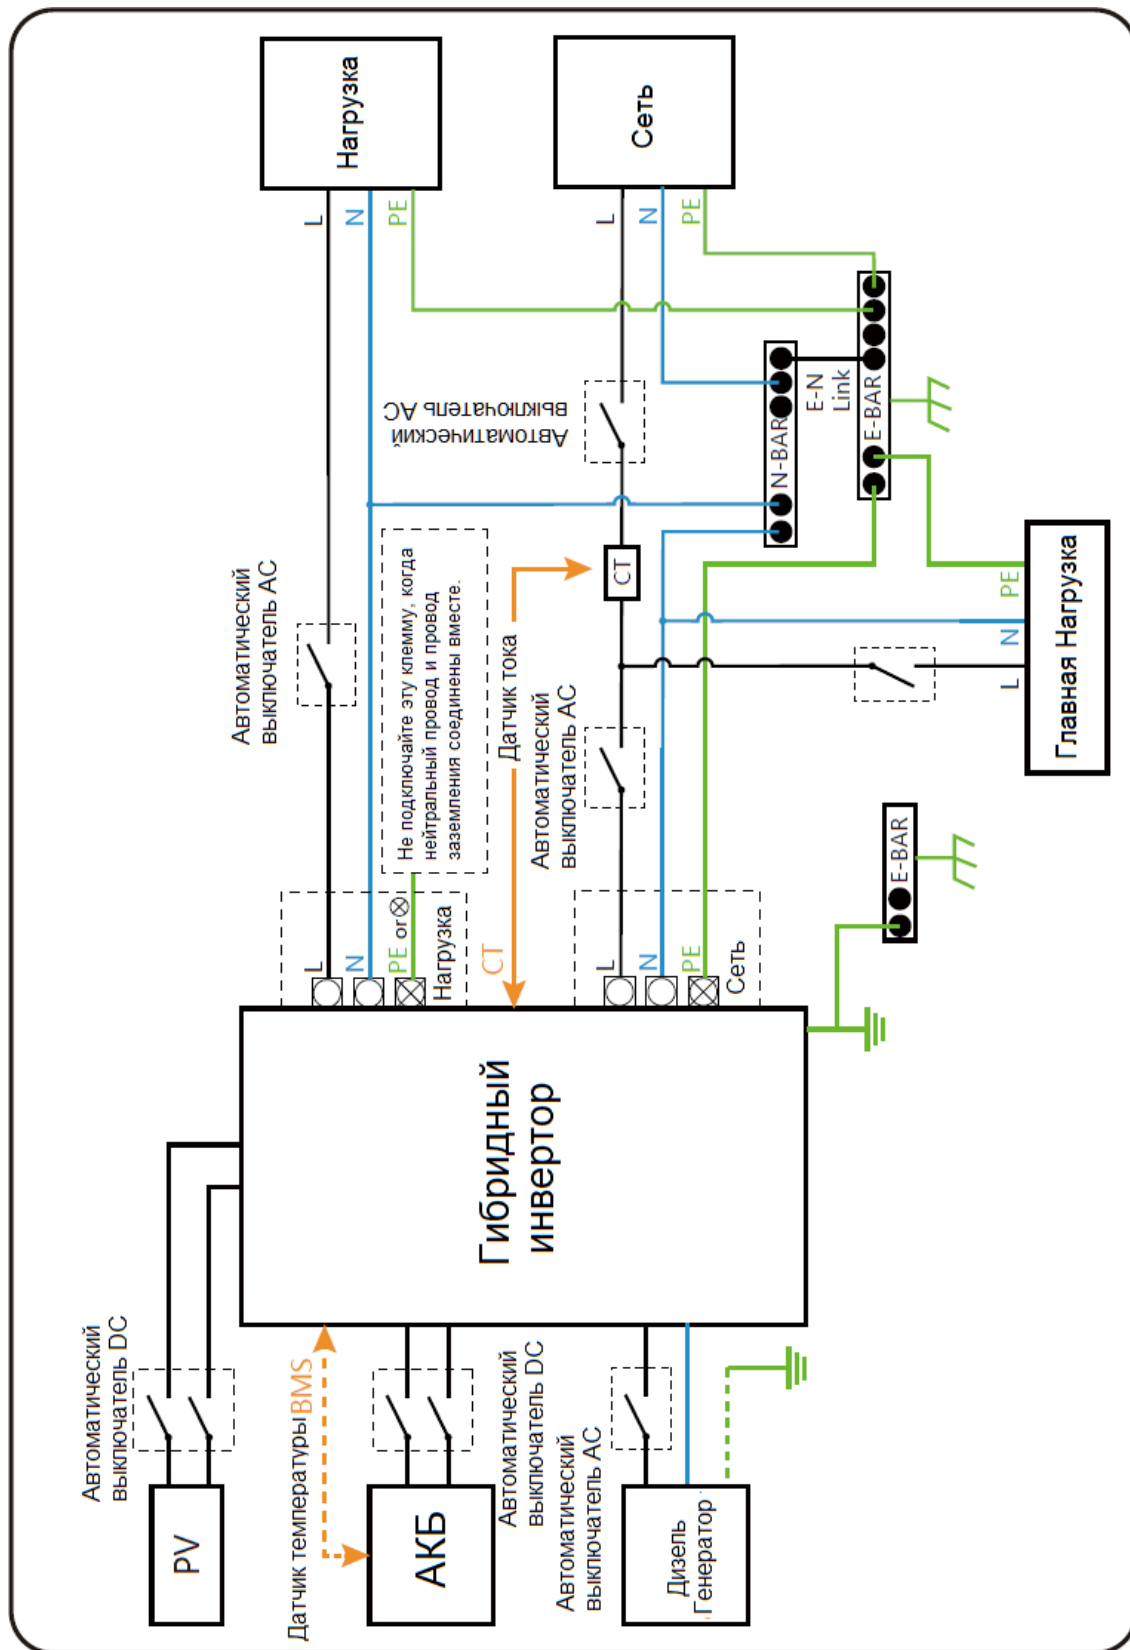 Автоматический
выключатель DC
PV
Датчик температуры
BMS
АКБ
Автоматический
выключатель DC
Автоматический
выключатель AC
Дизель
Генератор
Гибридный
инвертор
Автоматический
выключатель AC
L
N
PE or
Нагрузка
Не подключайте эту клемму, когда
нейтральный провод и провод
заземления соединены вместе.
CT
Датчик тока
Автоматический
выключатель AC
L
N
PE
Сеть
CT
Автоматический
выключатель AC
L
N
PE
Нагрузка
L
N
PE
Сеть
N-BAR
E-N
Link
E-BAR
L
N
PE
Главная Нагрузка
E-BAR